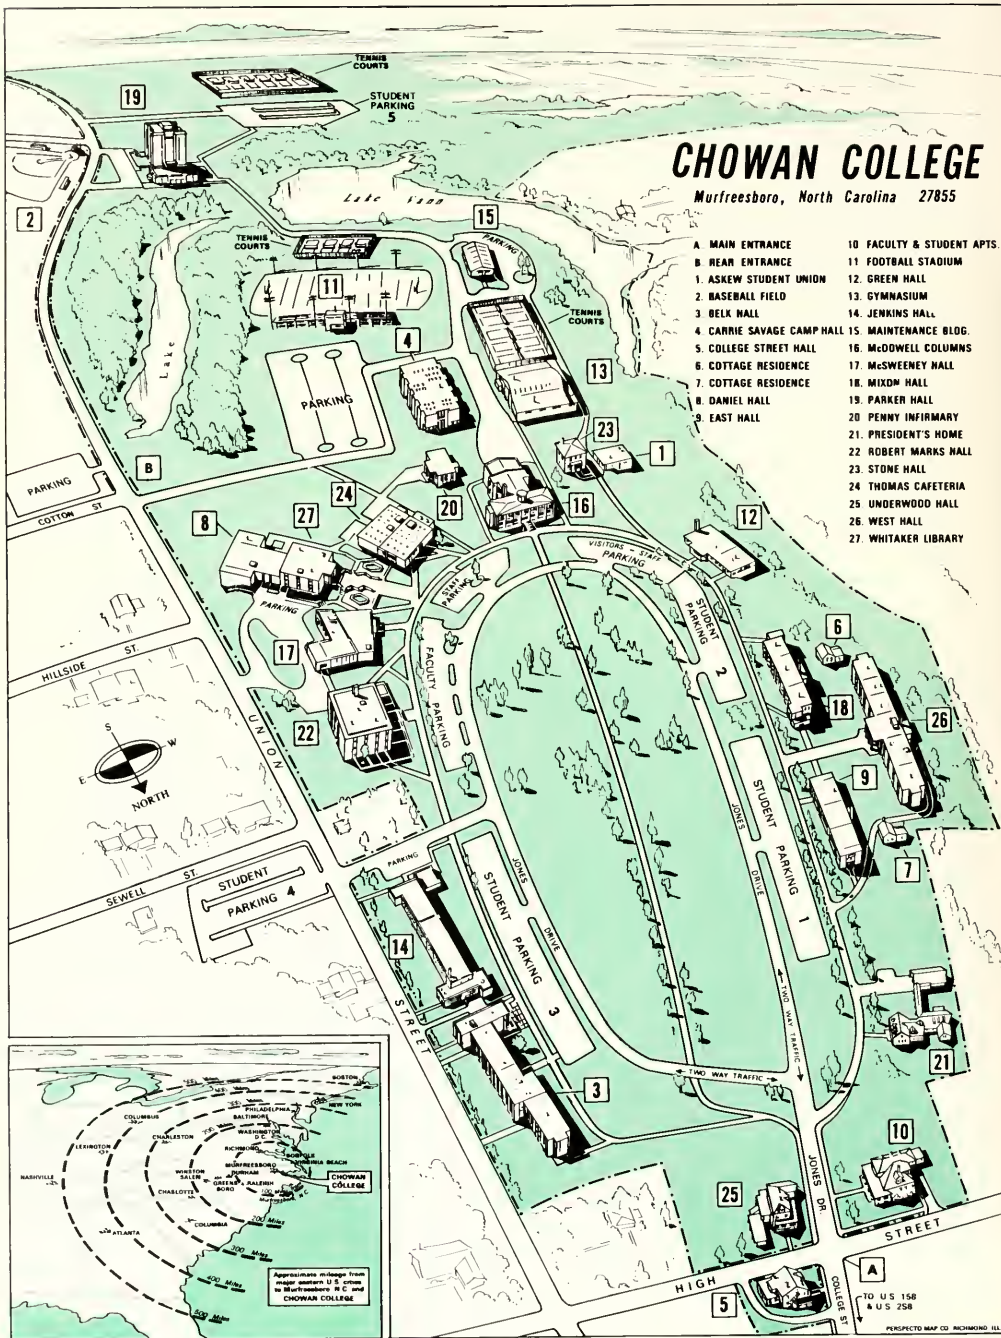 TENNIS
COURTS
19
STUDENT
PARKING
5
CHOWAN COLLEGE
Murfreesboro, North Carolina 27855
A. MAIN ENTRANCE
B. REAR ENTRANCE
1. ASKEW STUDENT UNION
2. BASEBALL FIELD
3. BELK HALL
4. CARRIE SAVAGE CAMP HALL
5. COLLEGE STREET HALL
6. COTTAGE RESIDENCE
7. COTTAGE RESIDENCE
8. DANIEL HALL
9. EAST HALL
10 FACULTY & STUDENT APTS.
11 FOOTBALL STADIUM
12. GREEN HALL
13. GYMNASIUM
14. JENKINS HALL
15. MAINTENANCE BLDG.
16. McDOWELL COLUMNS
17. McSWEENEY HALL
18. MIXON HALL
19. PARKER HALL
20 PENNY INFIRMARY
21. PRESIDENT'S HOME
22 ROBERT MARKS HALL
23. STONE HALL
24 THOMAS CAFETERIA
25 UNDERWOOD HALL
26. WEST HALL
27. WHITAKER LIBRARY
2
Lake Vann
15
PARKING
TENNIS
COURTS
11
TENNIS
COURTS
Lake
4
13
PARKING
23
1
B
PARKING
COTTON ST
24
20
16
12
8
27
VISITORS - STAFF
PARKING
STAFF
PARKING
PARKING
STUDENT
PARKING
2
HILLSIDE ST.
17
FACULTY PARKING
6
18
26
22
UNION
S
W
E
NORTH
9
7
STUDENT
PARKING
1
JONES
DRIVE
SEWELL ST.
STUDENT
PARKING 4
PARKING
JONES
DRIVE
STUDENT
PARKING
3
14
STREET
TWO WAY TRAFFIC
TWO WAY TRAFFIC
21
3
10
25
JONES DR.
HIGH
STREET
5
COLLEGE ST
A
TO U S 158
& U S 258
PERSPECTO MAP CO. RICHMOND ILL
BOSTON
NEW YORK
PHILADELPHIA
BALTIMORE
WASHINGTON
D.C.
COLUMBUS
CHARLESTON
RICHMOND
LEXINGTON
NORFOLK
VIRGINIA BEACH
MURFREESBORO
DURHAM
WINSTON
SALEM
GREENS
BORO
RALEIGH
NASHVILLE
CHARLOTTE
CHOWAN
COLLEGE
100 Miles
Murfreesboro N.C.
COLUMBIA
200 Miles
ATLANTA
300 Miles
400 Miles
500 Miles
Approximate mileage from
major eastern U S cities
to Murfreesboro N C and
CHOWAN COLLEGE